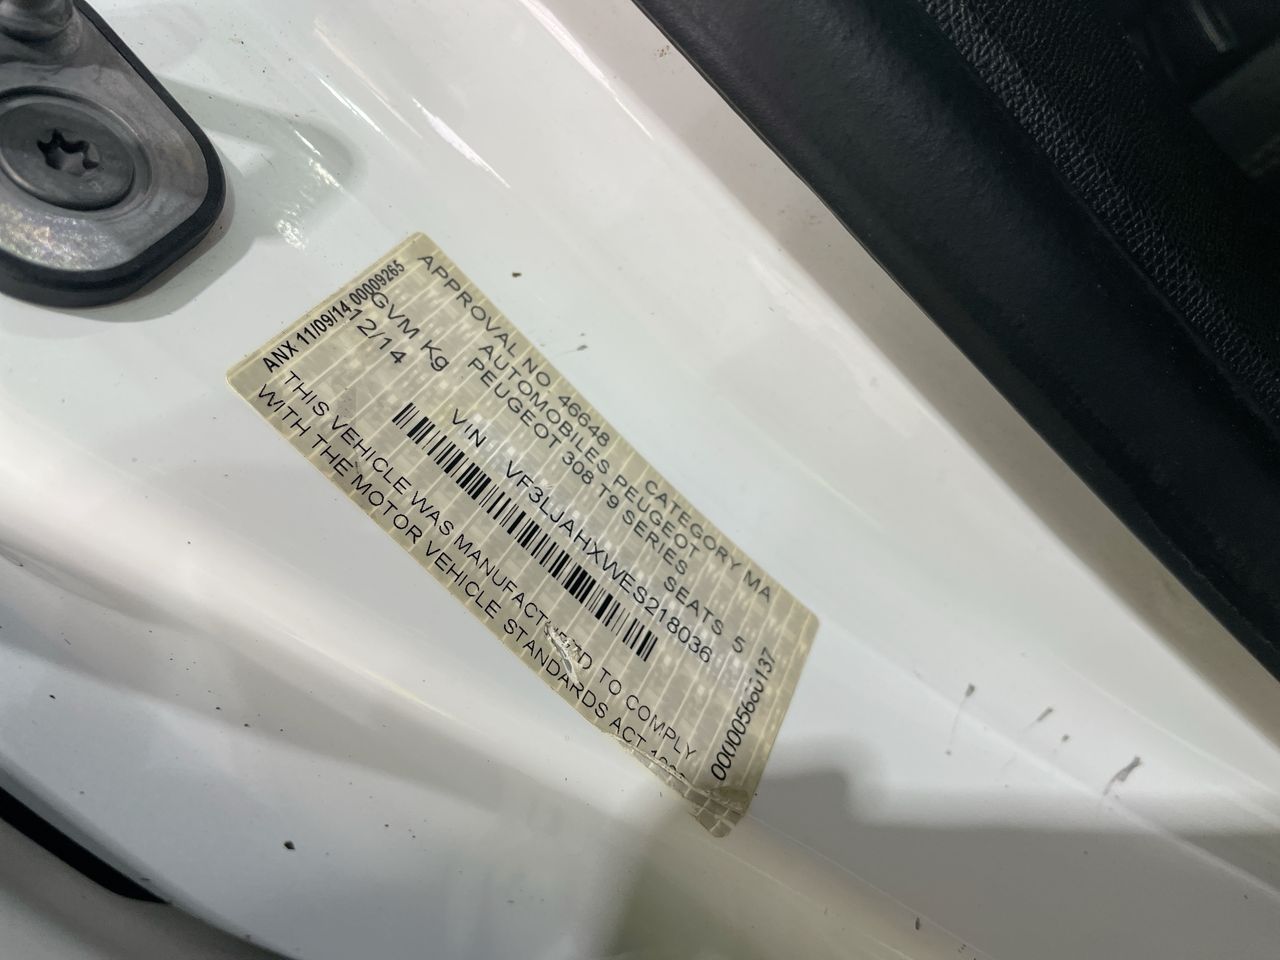 ANX 11/09/14 00009265
APPROVAL NO 46648 CATEGORY MA
AUTOMOBILES PEUGEOT
PEUGEOT 308 T9 SERIES
GVM Kg SEATS 5
12/14
VIN VF3LJAHXWES218036
THIS VEHICLE WAS MANUFACTURED TO COMPLY
WITH THE MOTOR VEHICLE STANDARDS ACT